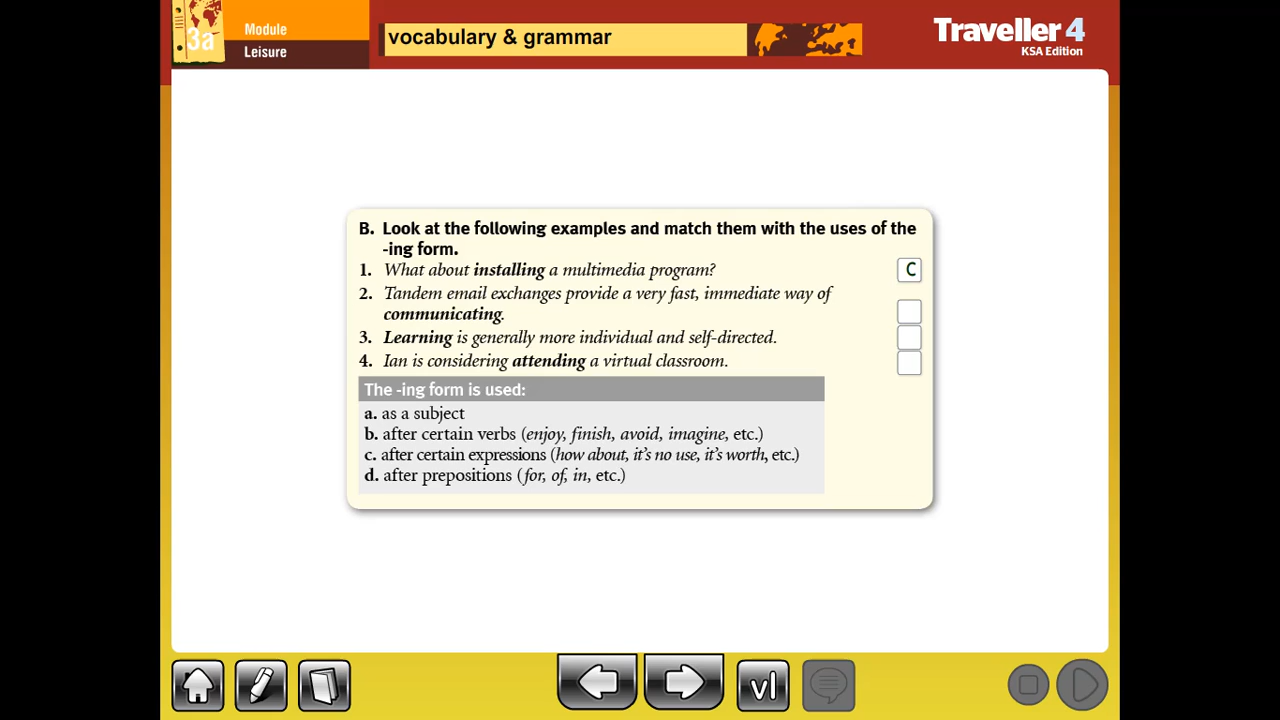 3a
Module
Leisure
vocabulary & grammar
Traveller 4
KSA Edition
B. Look at the following examples and match them with the uses of the
-ing form.
1. What about installing a multimedia program? C
2. Tandem email exchanges provide a very fast, immediate way of
communicating.
3. Learning is generally more individual and self-directed.
4. Ian is considering attending a virtual classroom.
The -ing form is used:
a. as a subject
b. after certain verbs (enjoy, finish, avoid, imagine, etc.)
c. after certain expressions (how about, it's no use, it's worth, etc.)
d. after prepositions (for, of, in, etc.)
vl